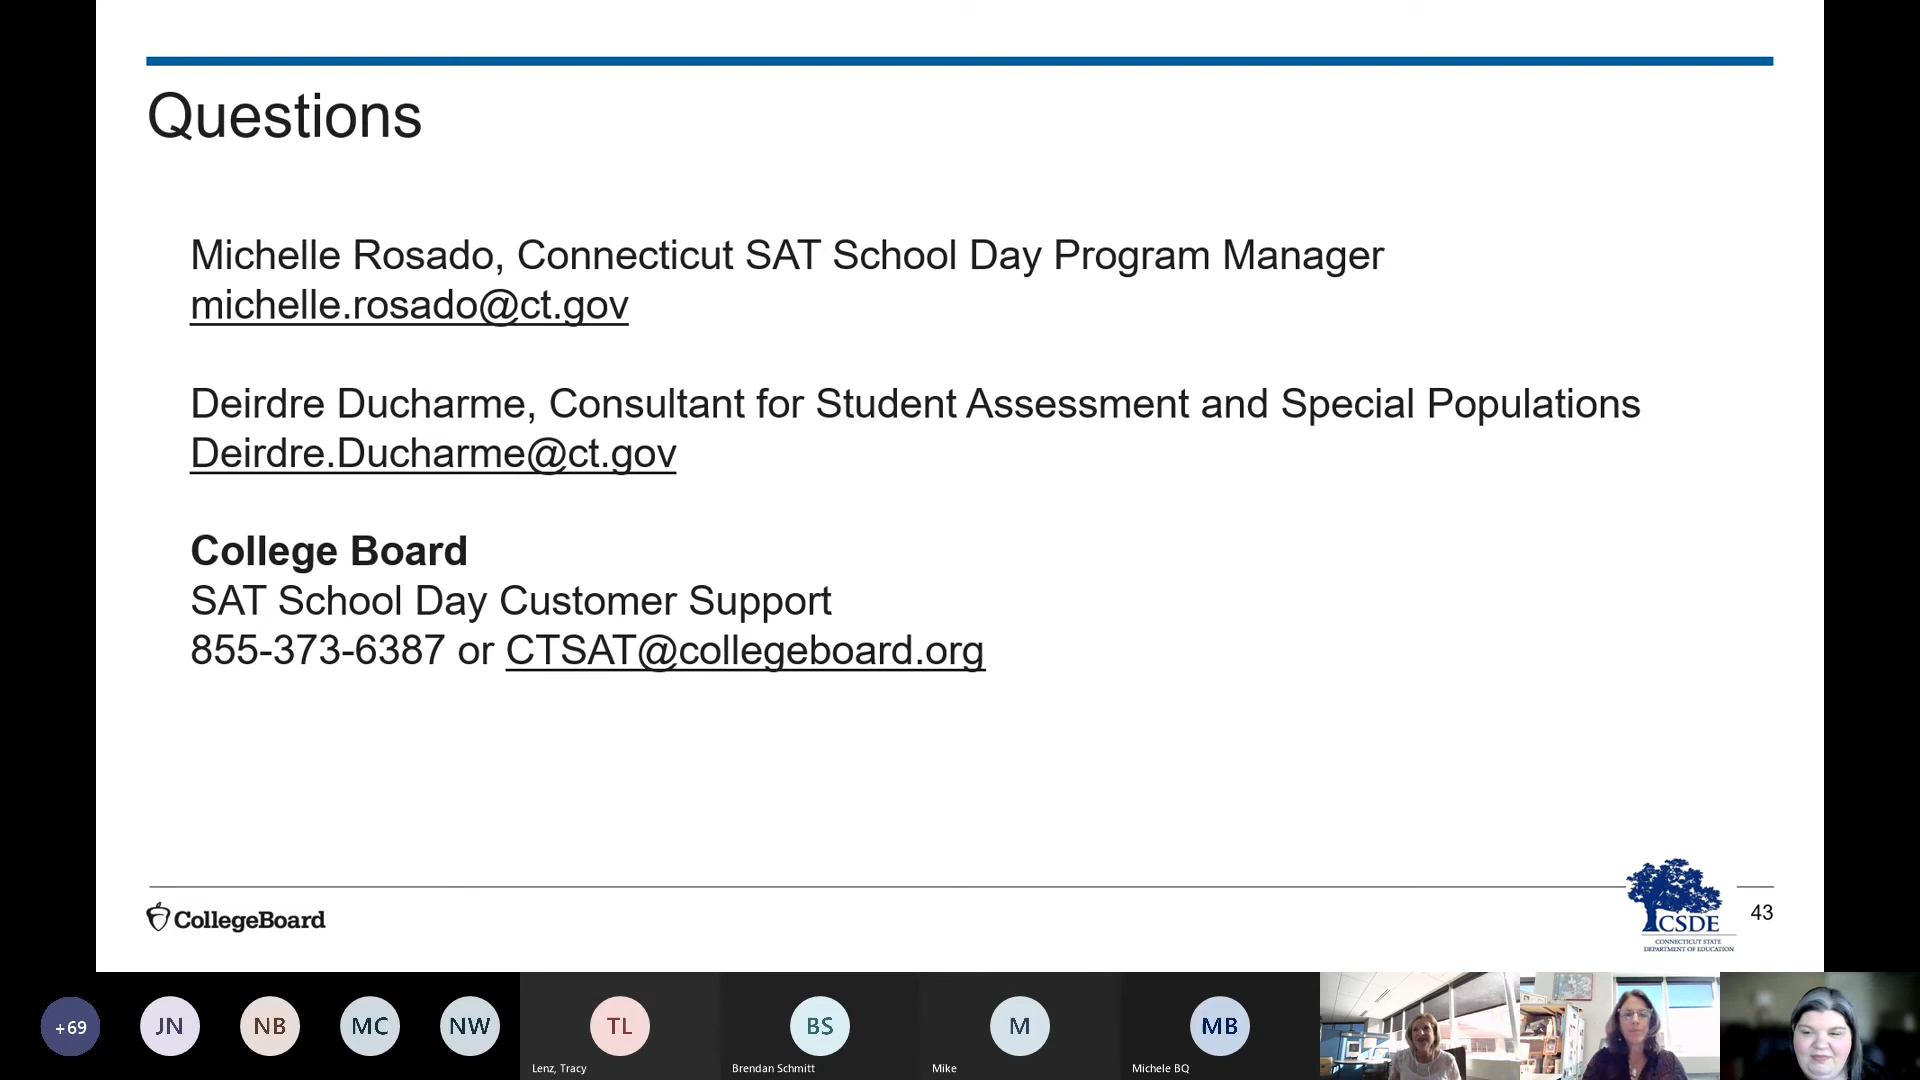 Questions
Michelle Rosado, Connecticut SAT School Day Program Manager
michelle.rosado@ct.gov
Deirdre Ducharme, Consultant for Student Assessment and Special Populations
Deirdre.Ducharme@ct.gov
College Board
SAT School Day Customer Support
855-373-6387 or CTSAT@collegeboard.org
CollegeBoard
CSDE
CONNECTICUT STATE
DEPARTMENT OF EDUCATION
43
+69
JN
NB
MC
NW
TL
BS
M
MB
Lenz, Tracy
Brendan Schmitt
Mike
Michele BQ